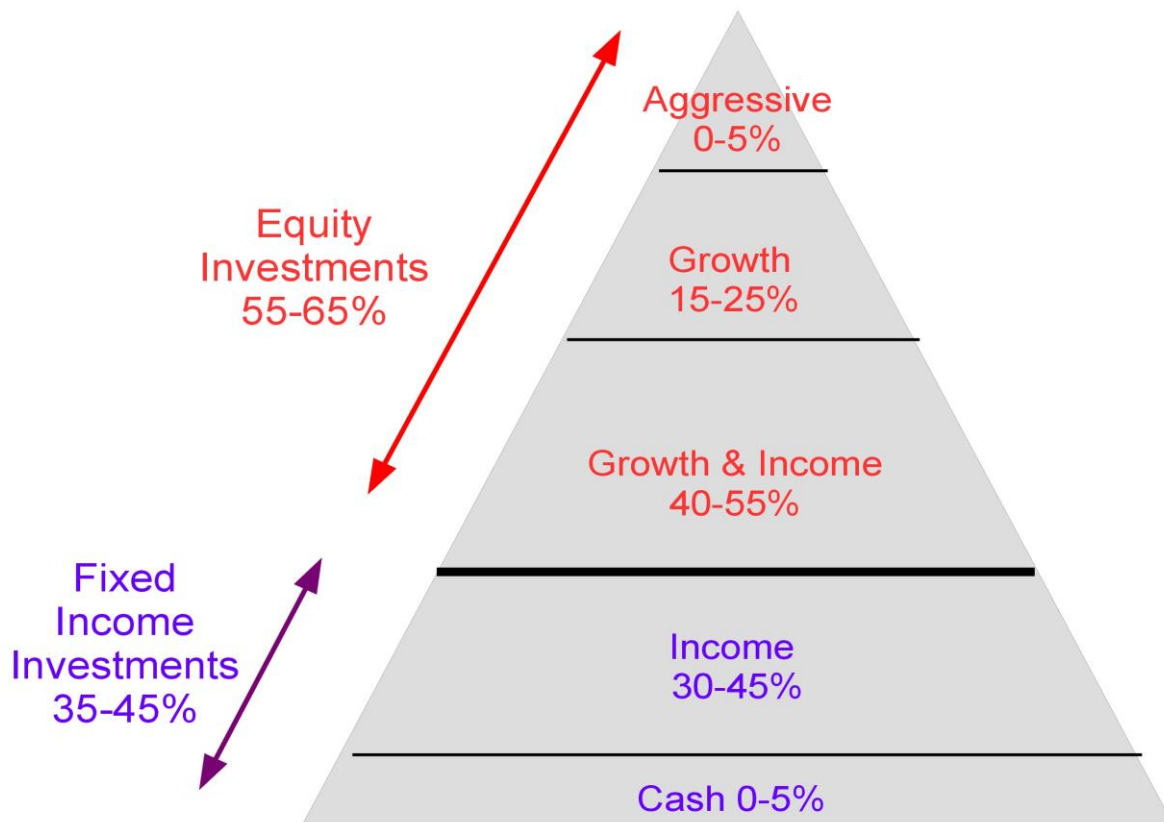 Aggressive
0-5%
Equity
Investments
55-65%
Growth
15-25%
Growth & Income
40-55%
Fixed
Income
Investments
35-45%
Income
30-45%
Cash 0-5%